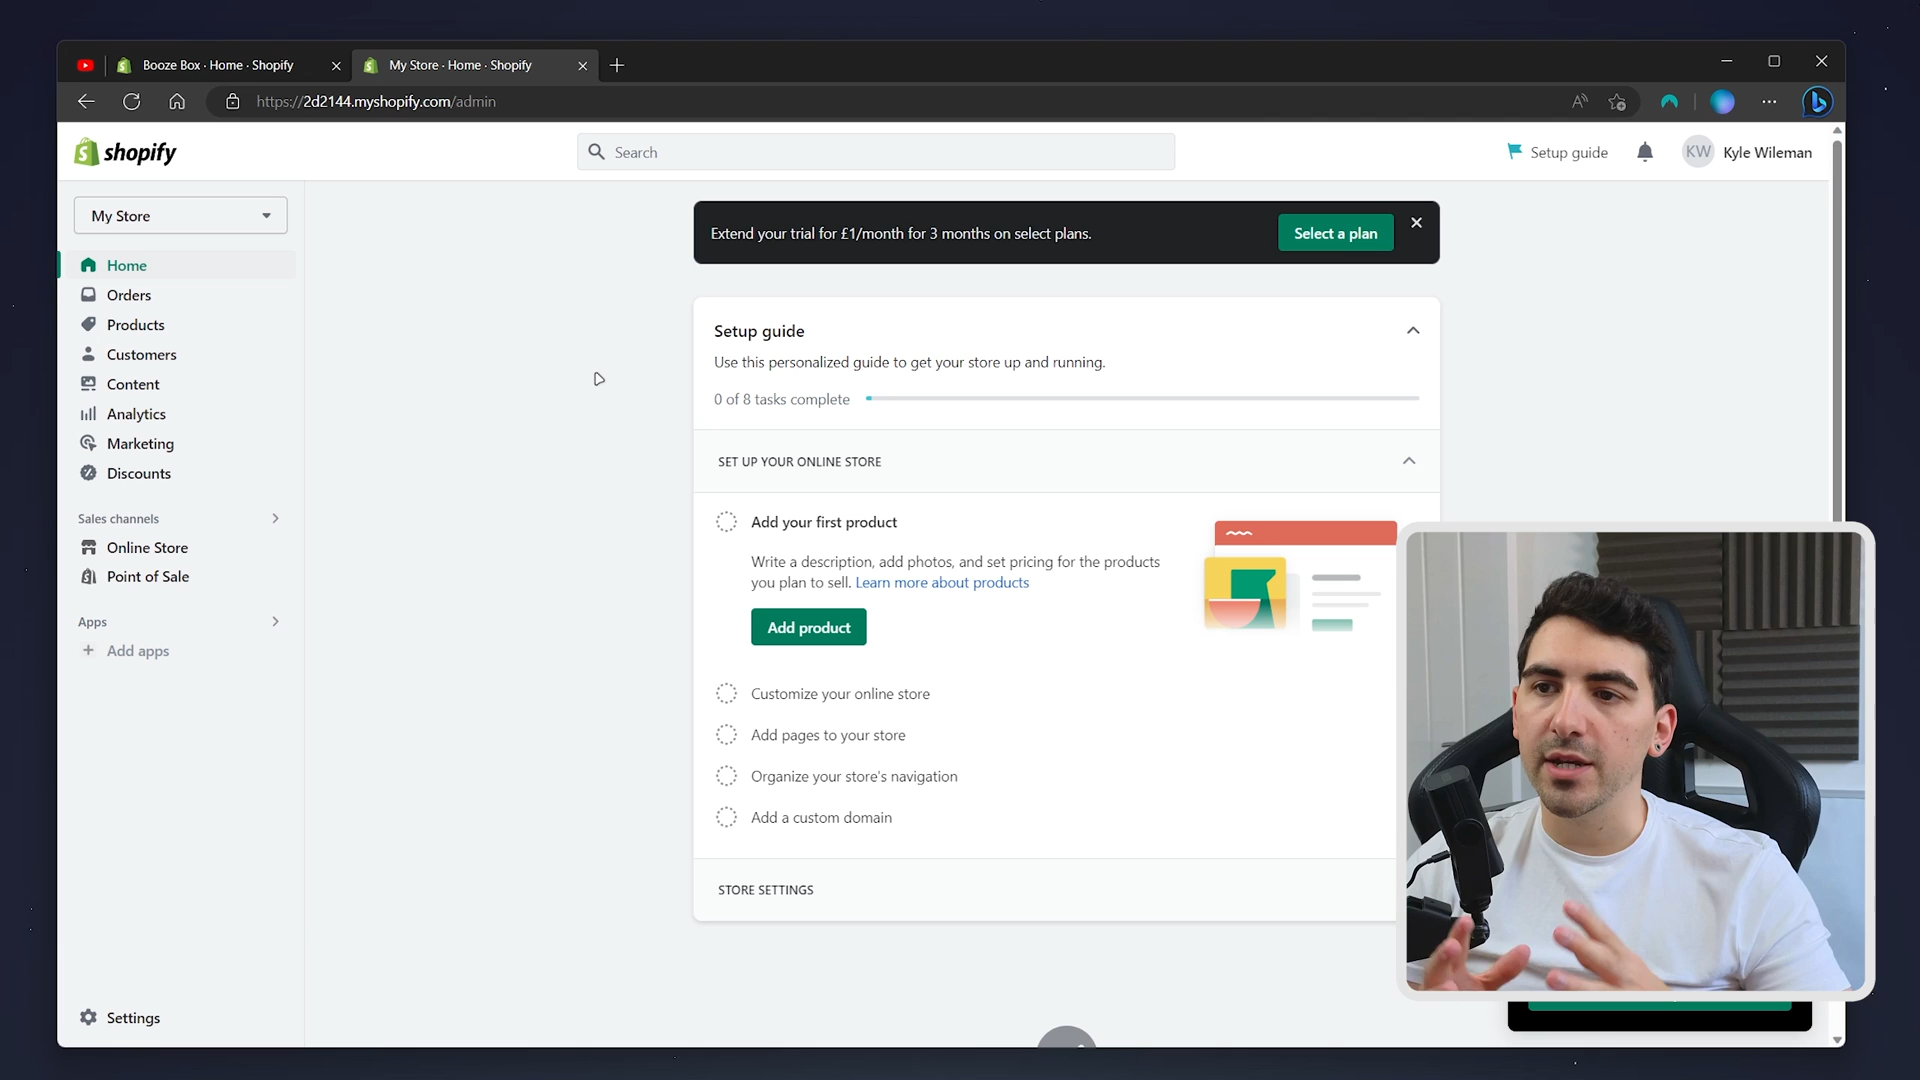 Booze Box · Home · Shopify
My Store · Home · Shopify
https://2d2144.myshopify.com/admin
shopify
Search
Setup guide
KW
Kyle Wileman
My Store
Home
Orders
Products
Customers
Content
Analytics
Marketing
Discounts
Sales channels
Online Store
Point of Sale
Apps
Add apps
Settings
Extend your trial for £1/month for 3 months on select plans.
Select a plan
Setup guide
Use this personalized guide to get your store up and running.
0 of 8 tasks complete
SET UP YOUR ONLINE STORE
Add your first product
Write a description, add photos, and set pricing for the products
you plan to sell. Learn more about products
Add product
Customize your online store
Add pages to your store
Organize your store's navigation
Add a custom domain
STORE SETTINGS